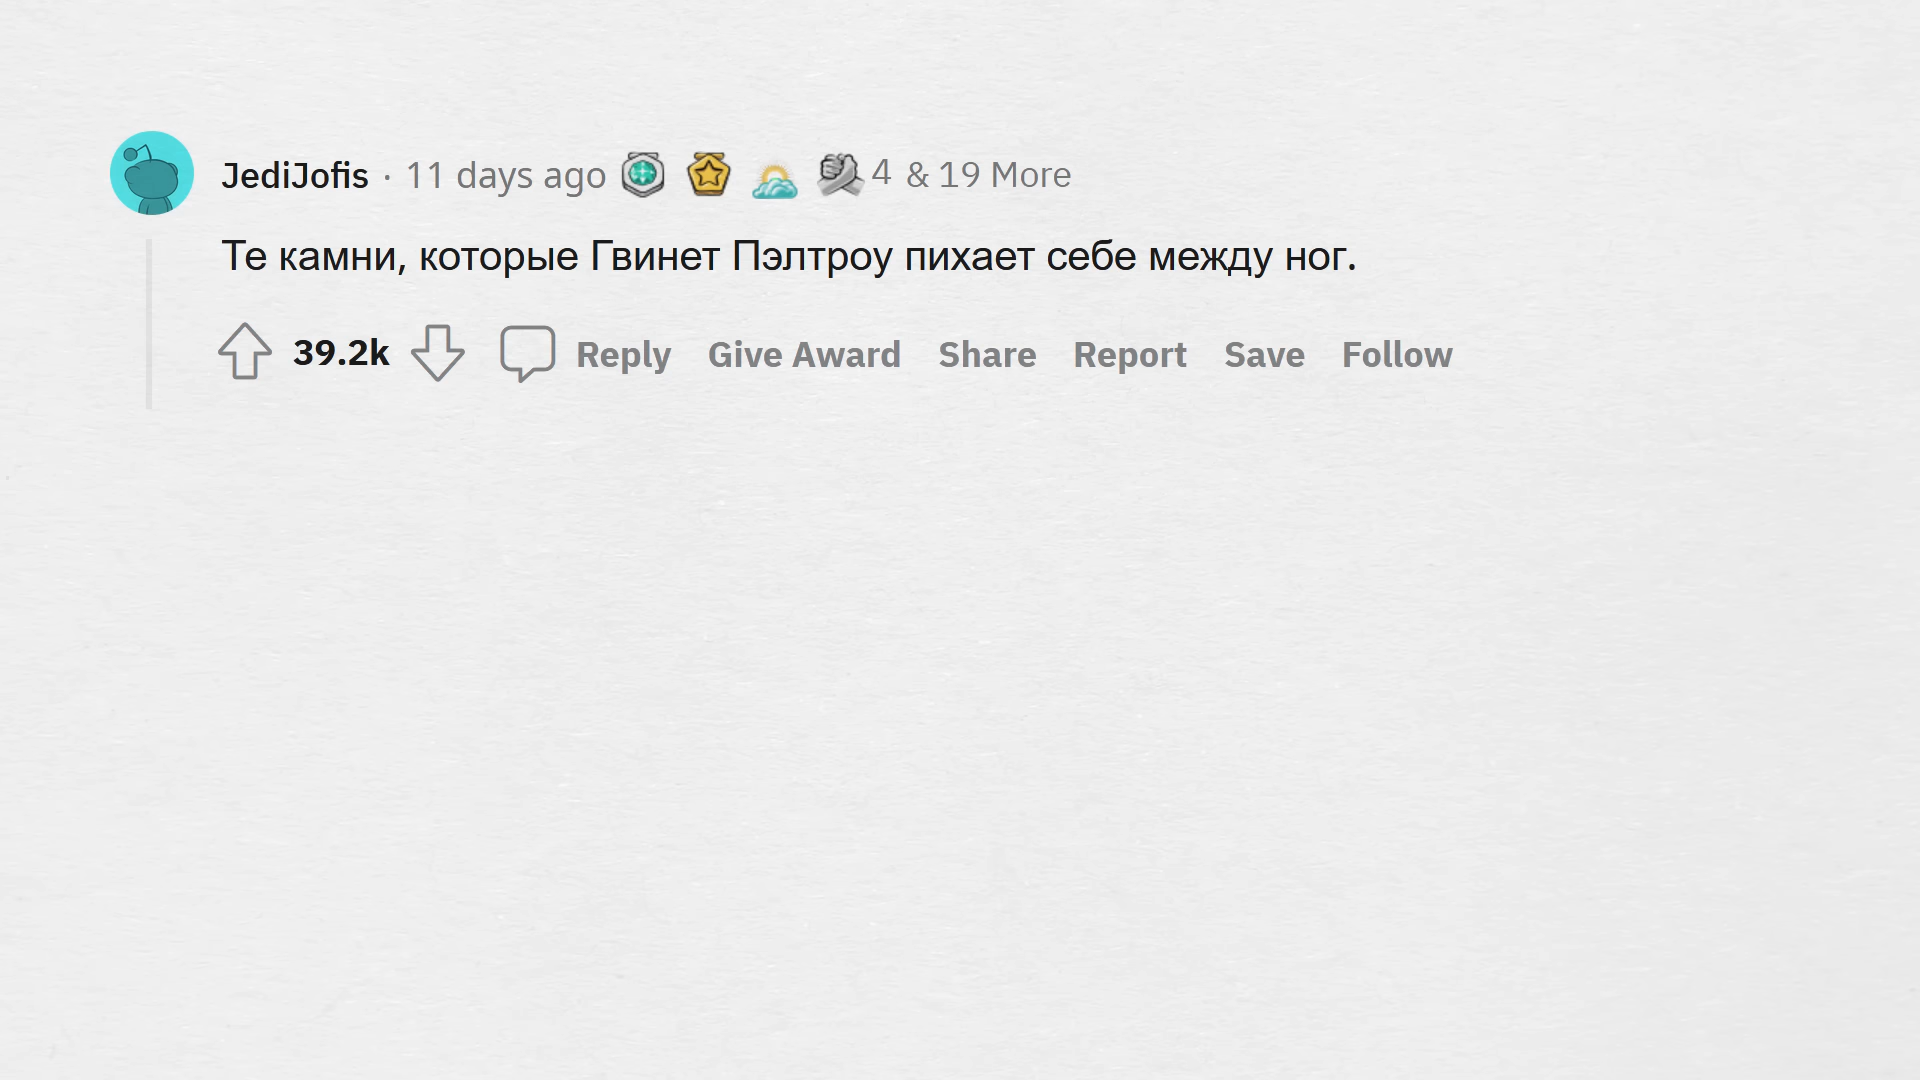 JediJofis · 11 days ago 4 & 19 More
Те камни, которые Гвинет Пэлтроу пихает себе между ног.
39.2k Reply Give Award Share Report Save Follow